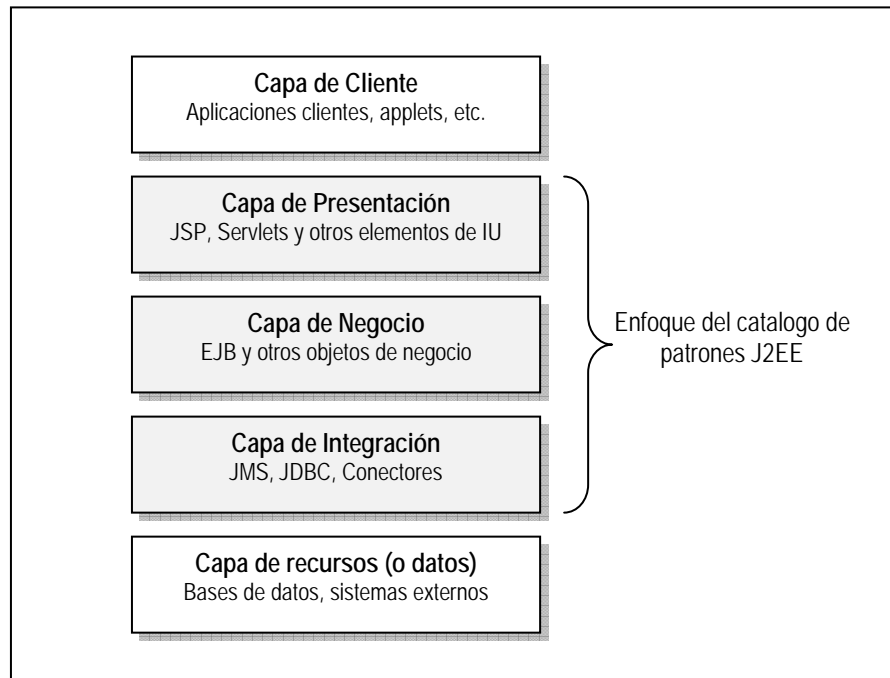 Capa de Cliente
Aplicaciones clientes, applets, etc.
Capa de Presentación
JSP, Servlets y otros elementos de IU
Capa de Negocio
EJB y otros objetos de negocio
Enfoque del catalogo de
patrones J2EE
Capa de Integración
JMS, JDBC, Conectores
Capa de recursos (o datos)
Bases de datos, sistemas externos